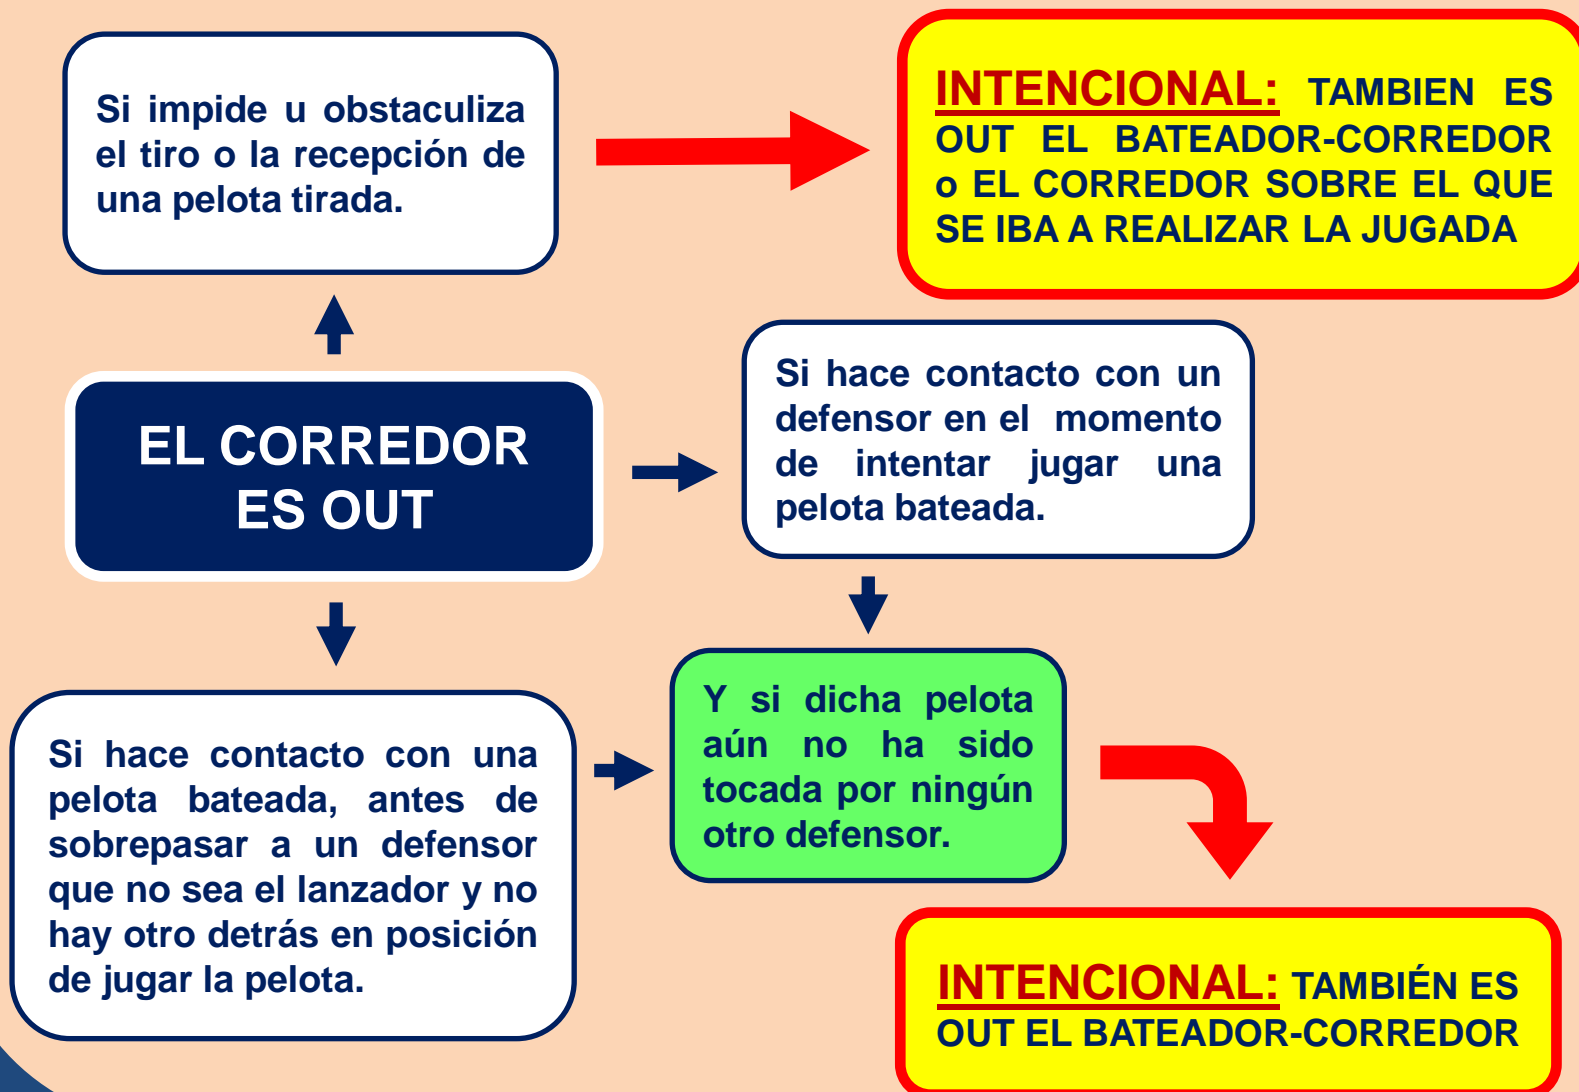 Si impide u obstaculiza
el tiro o la recepción de
una pelota tirada.
INTENCIONAL: TAMBIEN ES
OUT EL BATEADOR-CORREDOR
o EL CORREDOR SOBRE EL QUE
SE IBA A REALIZAR LA JUGADA
EL CORREDOR
ES OUT
Si hace contacto con un
defensor en el momento
de intentar jugar una
pelota bateada.
Si hace contacto con una
pelota bateada, antes de
sobrepasar a un defensor
que no sea el lanzador y no
hay otro detrás en posición
de jugar la pelota.
Y si dicha pelota
aún no ha sido
tocada por ningún
otro defensor.
INTENCIONAL: TAMBIÉN ES
OUT EL BATEADOR-CORREDOR